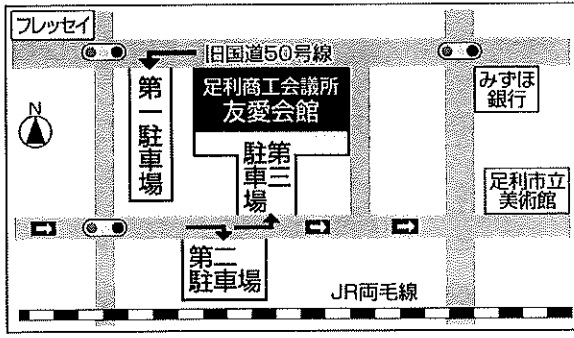 フレッセイ
旧国道50号線
足利商工会議所
友愛会館
みずほ
銀行
N
第一駐車場
第三
駐車場
足利市立
美術館
第二
駐車場
JR両毛線